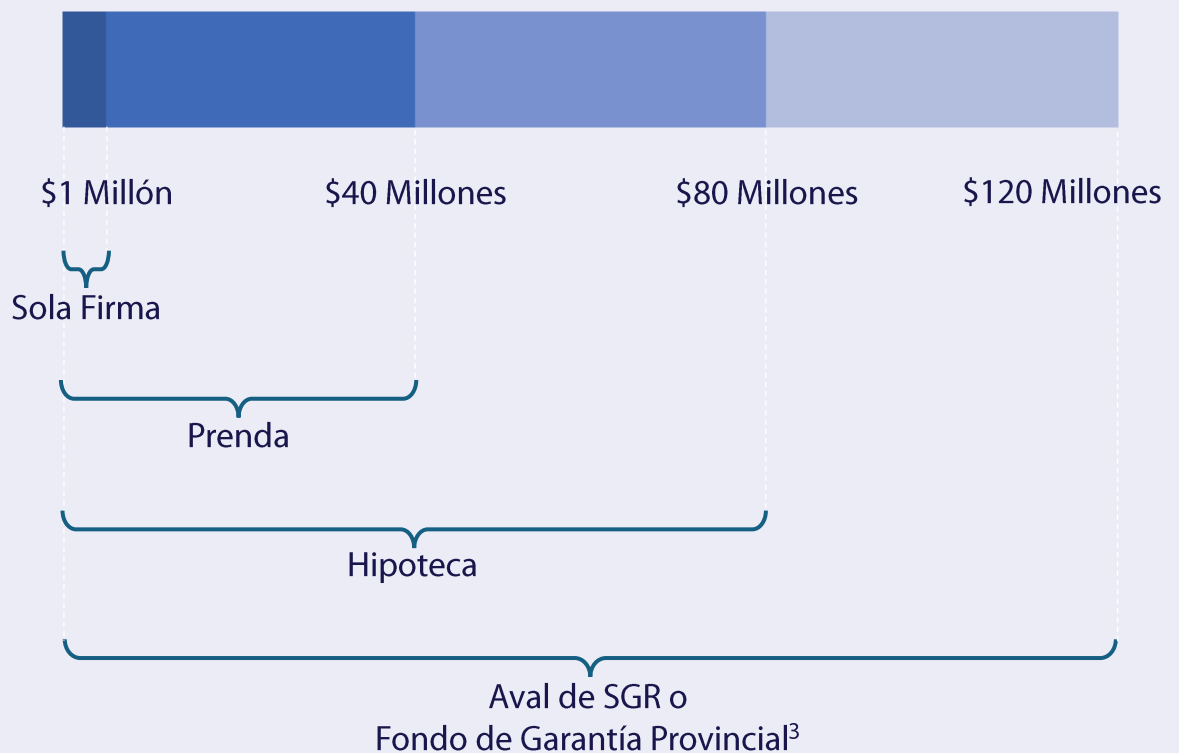 $1 Millón
$40 Millones
$80 Millones
$120 Millones
Sola Firma
Prenda
Hipoteca
Aval de SGR o
Fondo de Garantía Provincial³